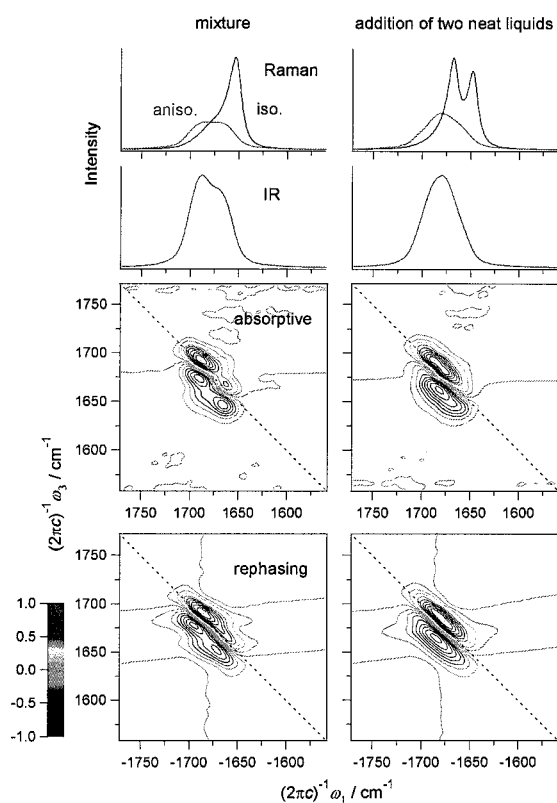 mixture
addition of two neat liquids
Intensity
Raman
aniso.
iso.
IR
absorptive
1750
1700
1650
1600
-1750 -1700 -1650 -1600
-1750 -1700 -1650 -1600
(2πc)⁻¹ω₃ / cm⁻¹
rephasing
1750
1700
1650
1600
1.0
0.5
0.0
-0.5
-1.0
-1750 -1700 -1650 -1600
-1750 -1700 -1650 -1600
(2πc)⁻¹ω₁ / cm⁻¹